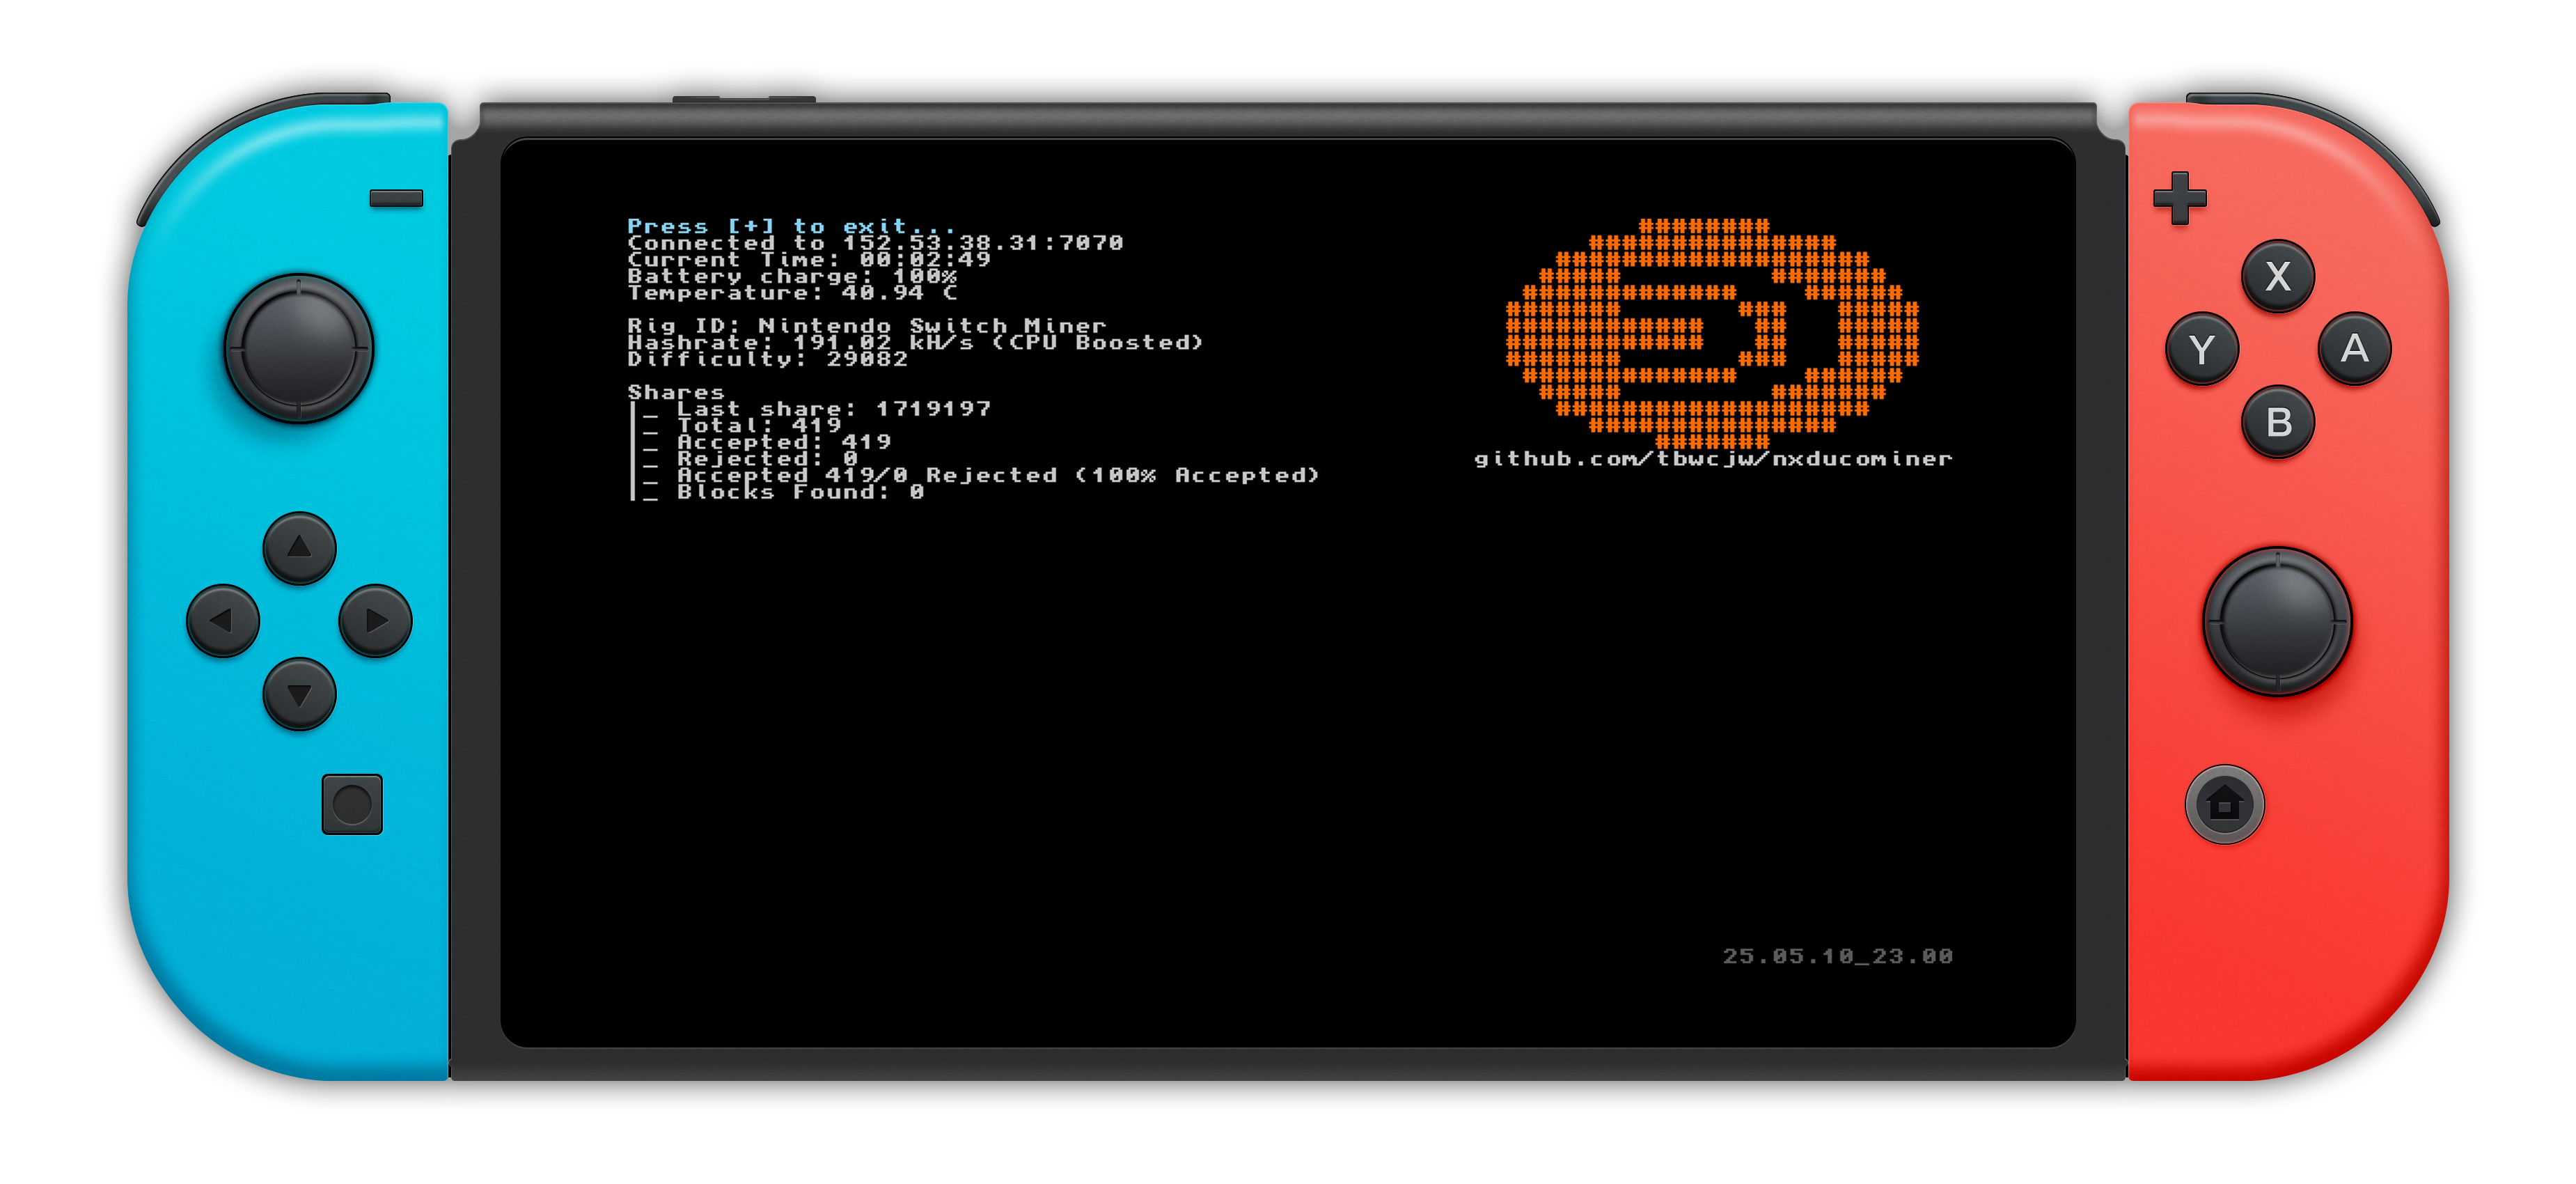 Press [+] to exit...
Connected to 152.53.38.31:7070
Current Time: 00:02:49
Battery charge: 100%
Temperature: 40.94 C
Rig ID: Nintendo Switch Miner
Hashrate: 191.02 kH/s (CPU Boosted)
Difficulty: 29082
Shares
|_ Last share: 1719197
|_ Total: 419
|_ Accepted: 419
|_ Rejected: 0
|_ Accepted 419/0 Rejected (100% Accepted)
|_ Blocks Found: 0
github.com/tbwcjw/nxducominer
25.05.10_23.00
X
Y
A
B